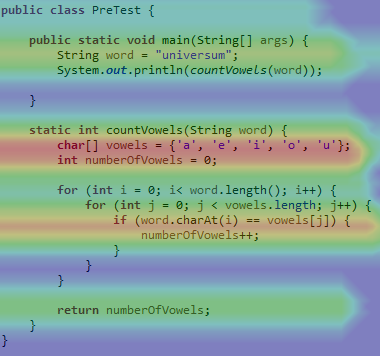 public class PreTest {
public static void main(String[] args) {
String word = "universum";
System.out.println(countVowels(word));
}
static int countVowels(String word) {
char[] vowels = {'a', 'e', 'i', 'o', 'u'};
int numberOfVowels = 0;
for (int i = 0; i< word.length(); i++) {
for (int j = 0; j < vowels.length; j++) {
if (word.charAt(i) == vowels[j]) {
numberOfVowels++;
}
}
}
return numberOfVowels;
}
}